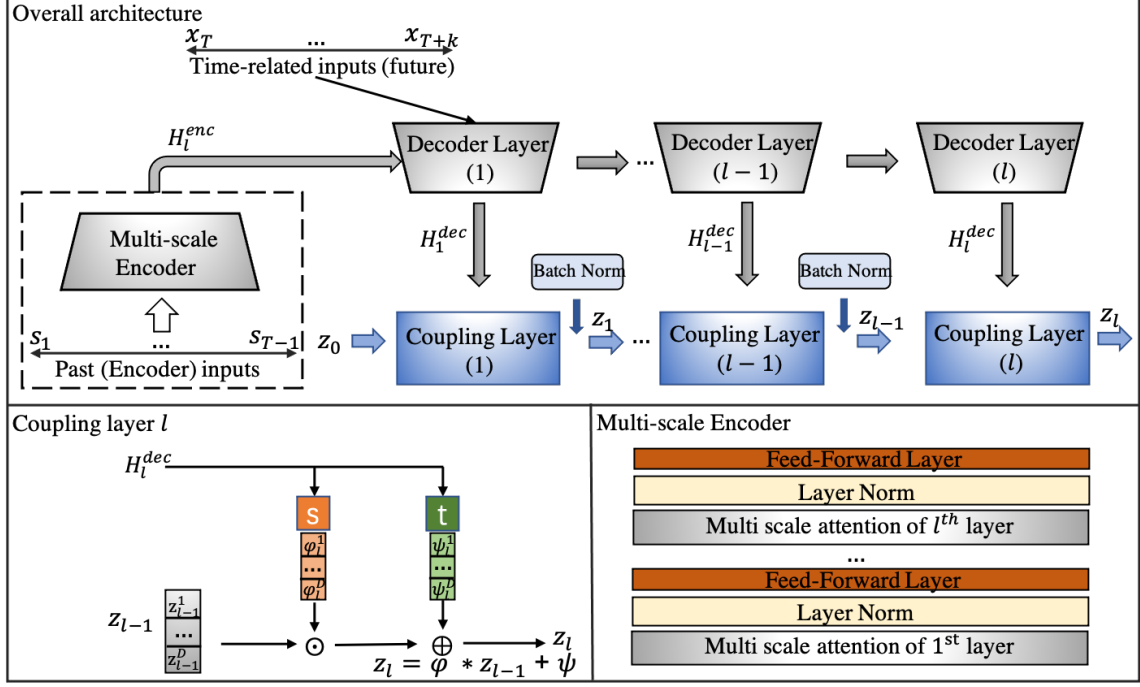 Overall architecture
x_T ... x_{T+k}
Time-related inputs (future)
H_l^{enc}
Decoder Layer
(1)
...
Decoder Layer
(l − 1)
Decoder Layer
(l)
Multi-scale
Encoder
H_1^{dec}
H_{l−1}^{dec}
H_l^{dec}
Batch Norm
Batch Norm
s_1 ... s_{T−1}
Past (Encoder) inputs
z_0
Coupling Layer
(1)
z_1
...
Coupling Layer
(l − 1)
z_{l−1}
Coupling Layer
(l)
z_l
Coupling layer l
H_l^{dec}
s
t
φ_l^1
...
φ_l^D
ψ_l^1
...
ψ_l^D
z_{l−1}
z_{l−1}^1
...
z_{l−1}^D
⊙
⊕
z_l
z_l = φ * z_{l−1} + ψ
Multi-scale Encoder
Feed-Forward Layer
Layer Norm
Multi scale attention of l^{th} layer
...
Feed-Forward Layer
Layer Norm
Multi scale attention of 1^{st} layer